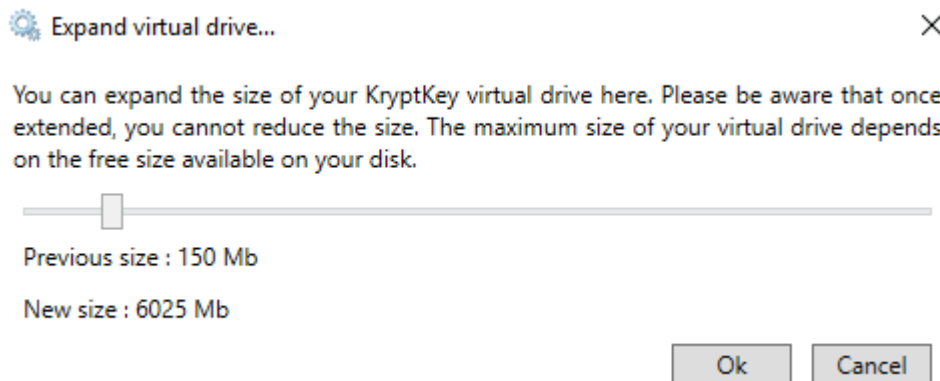 Expand virtual drive...
You can expand the size of your KryptKey virtual drive here. Please be aware that once
extended, you cannot reduce the size. The maximum size of your virtual drive depends
on the free size available on your disk.
Previous size : 150 Mb
New size : 6025 Mb
Ok Cancel